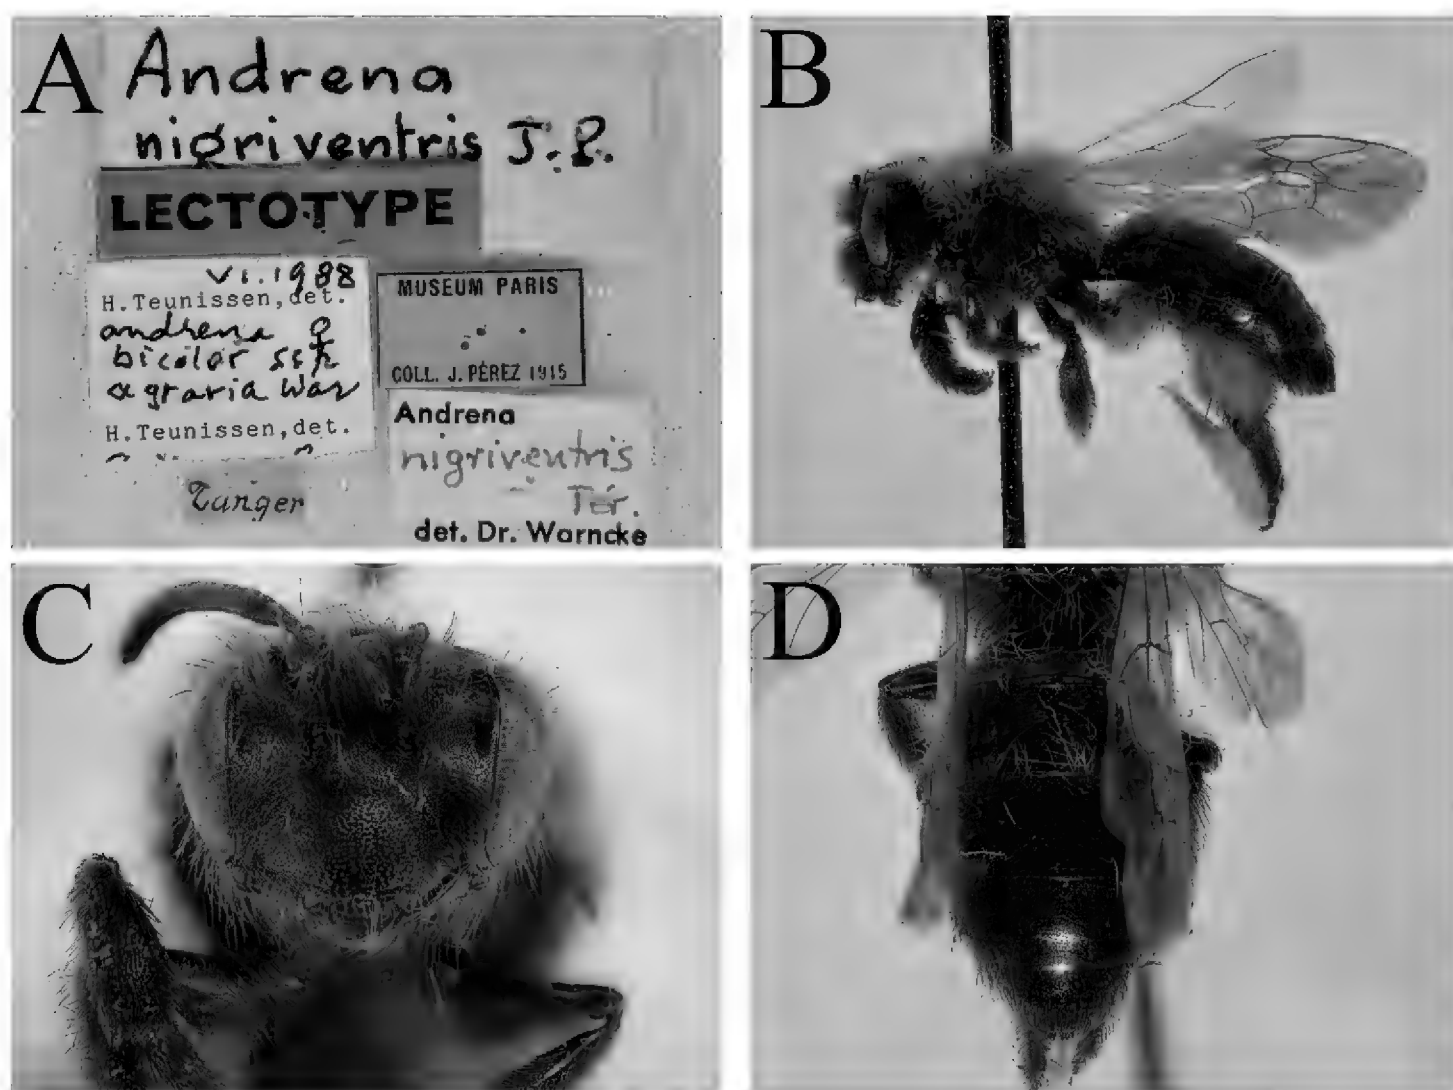 A
Andrena
nigriventris J.P.
LECTOTYPE
VI.1988
H.Teunissen,det.
andrena ♀
bicolor ssp
agraria War
H.Teunissen,det.
MUSEUM PARIS
COLL. J. PÉREZ 1915
Andrena
nigriventris
Pér.
det. Dr. Warncke
Tanger
B
C
D